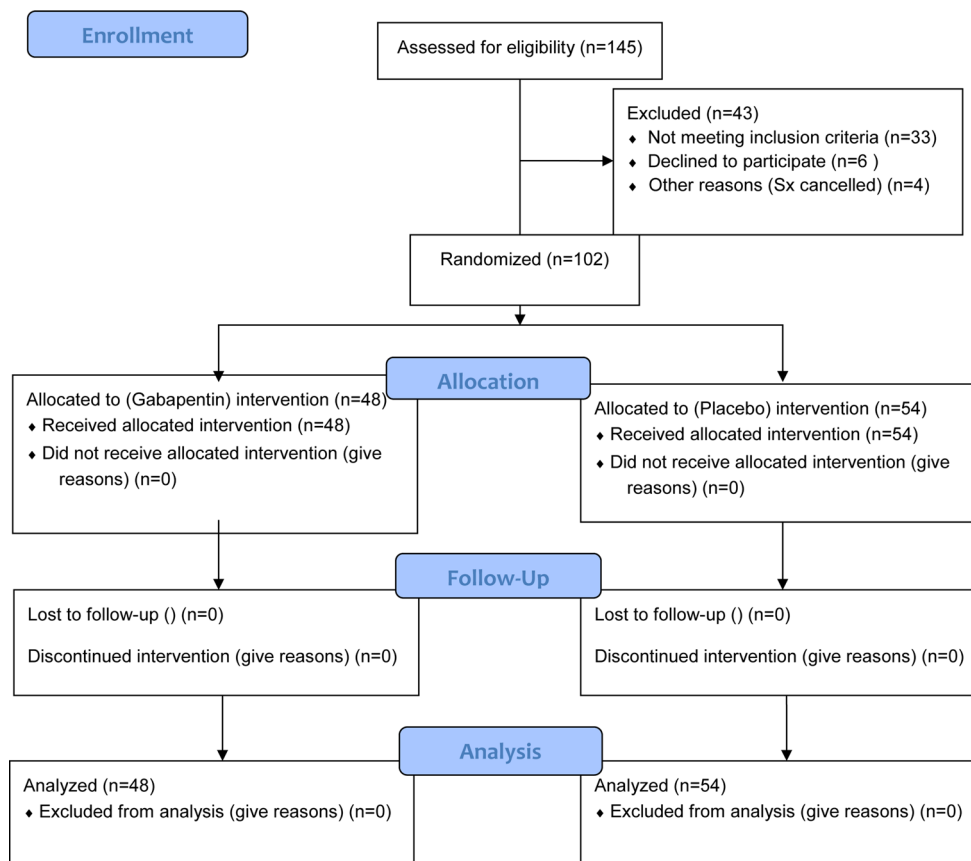 Enrollment
Assessed for eligibility (n=145)
Excluded (n=43)
♦ Not meeting inclusion criteria (n=33)
♦ Declined to participate (n=6 )
♦ Other reasons (Sx cancelled) (n=4)
Randomized (n=102)
Allocation
Allocated to (Gabapentin) intervention (n=48)
♦ Received allocated intervention (n=48)
♦ Did not receive allocated intervention (give
reasons) (n=0)
Allocated to (Placebo) intervention (n=54)
♦ Received allocated intervention (n=54)
♦ Did not receive allocated intervention (give
reasons) (n=0)
Follow-Up
Lost to follow-up () (n=0)
Discontinued intervention (give reasons) (n=0)
Lost to follow-up () (n=0)
Discontinued intervention (give reasons) (n=0)
Analysis
Analyzed (n=48)
♦ Excluded from analysis (give reasons) (n=0)
Analyzed (n=54)
♦ Excluded from analysis (give reasons) (n=0)